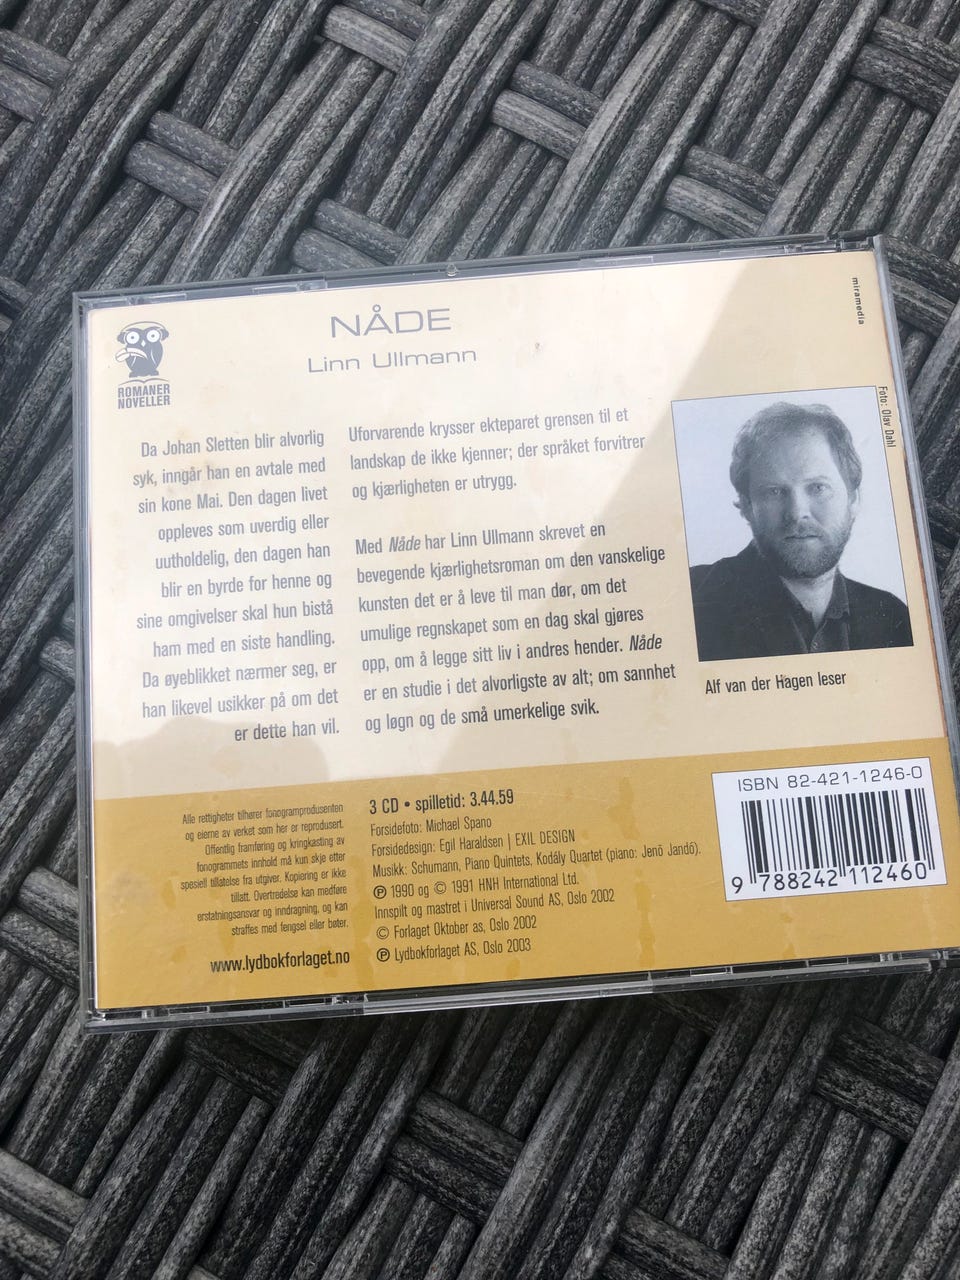 NÅDE
Linn Ullmann
ROMANER
NOVELLER
miramedia
Da Johan Sletten blir alvorlig
syk, inngår han en avtale med
sin kone Mai. Den dagen livet
oppleves som uverdig eller
uutholdelig, den dagen han
blir en byrde for henne og
sine omgivelser skal hun bistå
ham med en siste handling.
Da øyeblikket nærmer seg, er
han likevel usikker på om det
er dette han vil.
Uforvarende krysser ekteparet grensen til et
landskap de ikke kjenner; der språket forvitrer
og kjærligheten er utrygg.
Med Nåde har Linn Ullmann skrevet en
bevegende kjærlighetsroman om den vanskelige
kunsten det er å leve til man dør, om det
umulige regnskapet som en dag skal gjøres
opp, om å legge sitt liv i andres hender. Nåde
er en studie i det alvorligste av alt; om sannhet
og løgn og de små umerkelige svik.
Foto: Olav Dahl
Alf van der Hagen leser
Alle rettigheter tilhører fonogramprodusenten
og eierne av verket som her er reprodusert.
Offentlig framføring og kringkasting av
fonogrammets innhold må kun skje etter
spesiell tillatelse fra utgiver. Kopiering er ikke
tillatt. Overtredelse kan medføre
erstatningsansvar og inndragning, og kan
straffes med fengsel eller bøter.
www.lydbokforlaget.no
3 CD • spilletid: 3.44.59
Forsidefoto: Michael Spano
Forsidedesign: Egil Haraldsen | EXIL DESIGN
Musikk: Schumann, Piano Quintets, Kodály Quartet (piano: Jenö Jandó).
℗ 1990 og © 1991 HNH International Ltd.
Innspilt og mastret i Universal Sound AS, Oslo 2002
© Forlaget Oktober as, Oslo 2002
℗ Lydbokforlaget AS, Oslo 2003
ISBN 82-421-1246-0
9 788242 112460